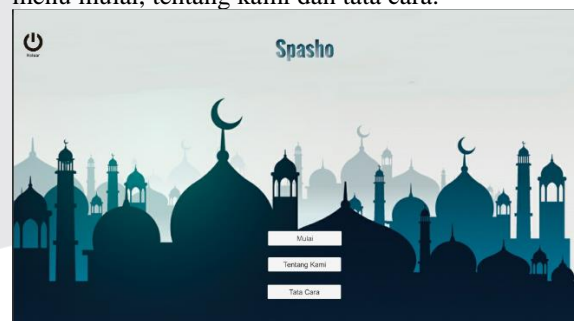 menu mulai, tentang kami dan tata cara.
Spasho
Keluar
Mulai
Tentang Kami
Tata Cara